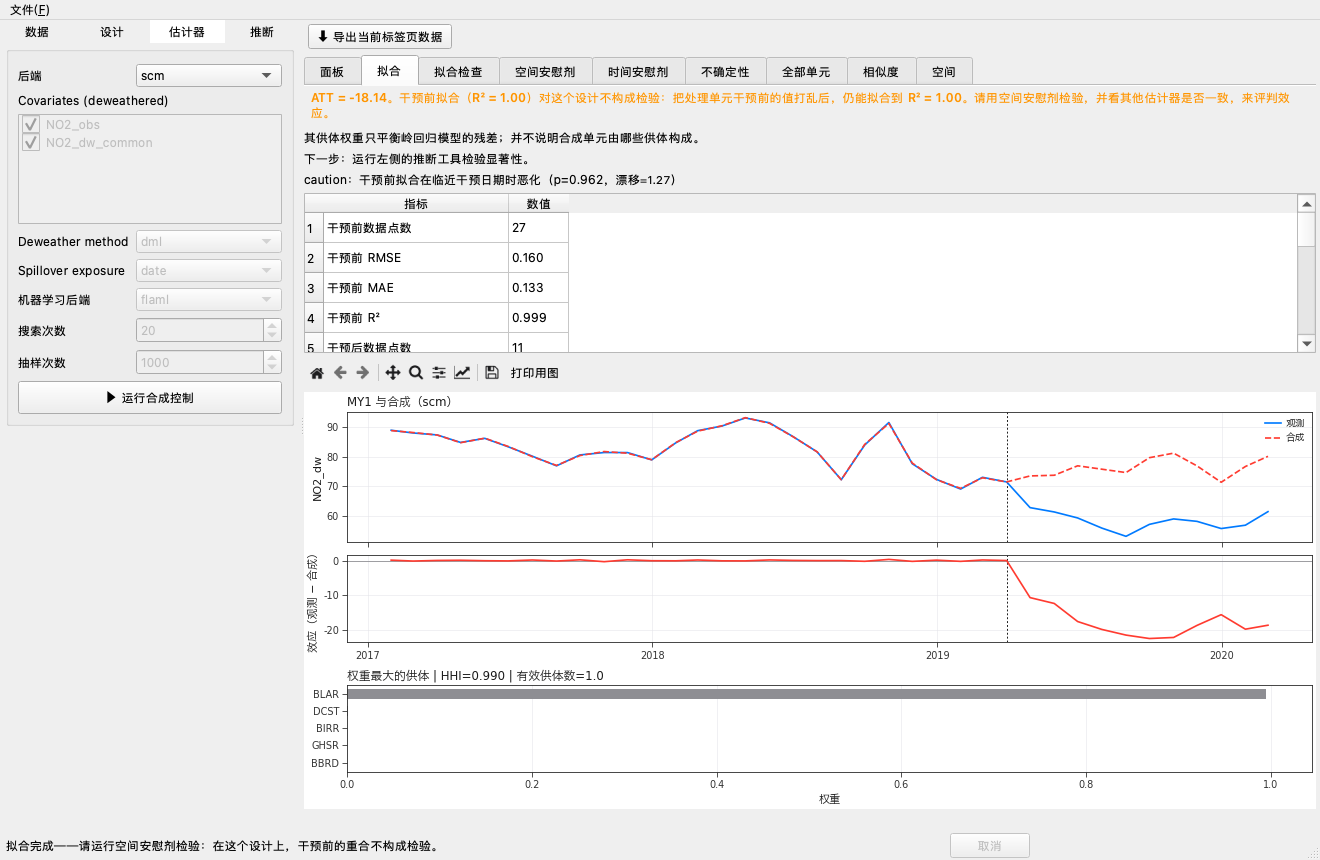 文件(F)
数据 设计 估计器 推断
后端 scm
Covariates (deweathered)
NO2_obs
NO2_dw_common
Deweather method dml
Spillover exposure date
机器学习后端 flaml
搜索次数 20
抽样次数 1000
运行合成控制
导出当前标签页数据
面板 拟合 拟合检查 空间安慰剂 时间安慰剂 不确定性 全部单元 相似度 空间
ATT = -18.14。干预前拟合（R² = 1.00）对这个设计不构成检验：把处理单元干预前的值打乱后，仍能拟合到 R² = 1.00。请用空间安慰剂检验，并看其他估计器是否一致，来评判效
应。
其供体权重只平衡岭回归模型的残差；并不说明合成单元由哪些供体构成。
下一步：运行左侧的推断工具检验显著性。
caution：干预前拟合在临近干预日期时恶化（p=0.962，漂移=1.27）
指标 数值
1 干预前数据点数 27
2 干预前 RMSE 0.160
3 干预前 MAE 0.133
4 干预前 R² 0.999
5 干预后数据点数 11
打印用图
MY1 与合成（scm）
NO2_dw
90
80
70
60
观测
合成
效应（观测 − 合成）
0
-10
-20
2017 2018 2019 2020
权重最大的供体 | HHI=0.990 | 有效供体数=1.0
BLAR
DCST
BIRR
GHSR
BBRD
0.0 0.2 0.4 0.6 0.8 1.0
权重
拟合完成——请运行空间安慰剂检验：在这个设计上，干预前的重合不构成检验。
取消